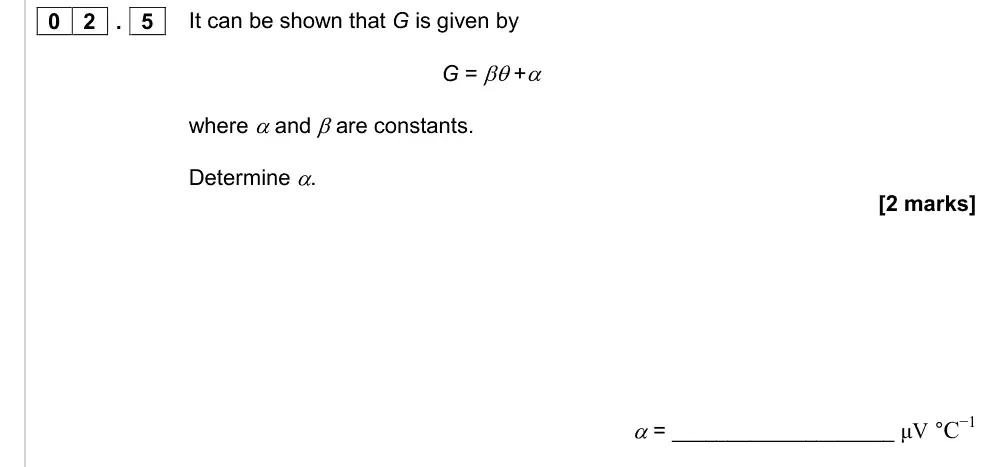 0 2 . 5 It can be shown that G is given by
G = βθ + α
where α and β are constants.
Determine α.
[2 marks]
α = ____________________ µV °C⁻¹